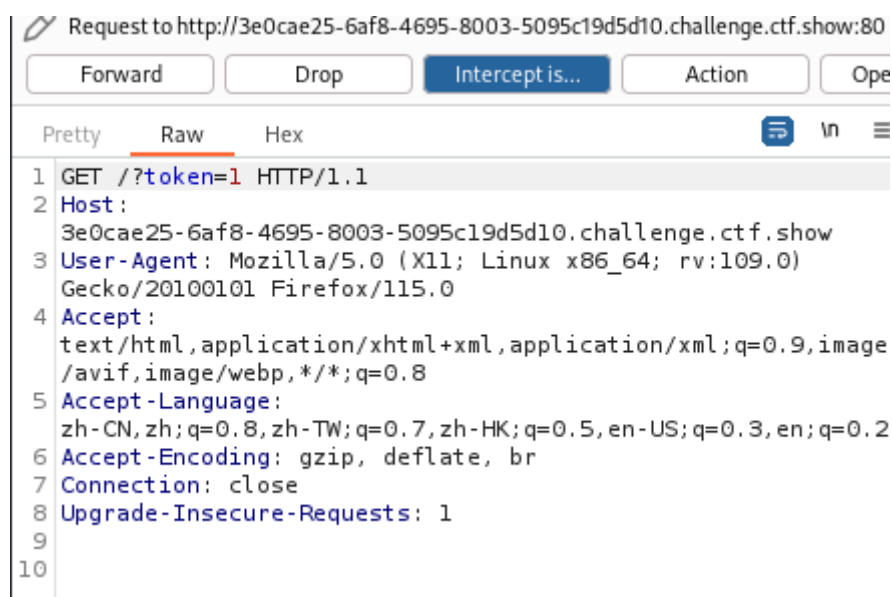 Request to http://3e0cae25-6af8-4695-8003-5095c19d5d10.challenge.ctf.show:80
Forward Drop Intercept is... Action Ope
Pretty Raw Hex \n
1 GET /?token=1 HTTP/1.1
2 Host:
3e0cae25-6af8-4695-8003-5095c19d5d10.challenge.ctf.show
3 User-Agent: Mozilla/5.0 (X11; Linux x86_64; rv:109.0)
Gecko/20100101 Firefox/115.0
4 Accept:
text/html,application/xhtml+xml,application/xml;q=0.9,image
/avif,image/webp,*/*;q=0.8
5 Accept-Language:
zh-CN,zh;q=0.8,zh-TW;q=0.7,zh-HK;q=0.5,en-US;q=0.3,en;q=0.2
6 Accept-Encoding: gzip, deflate, br
7 Connection: close
8 Upgrade-Insecure-Requests: 1
9
10